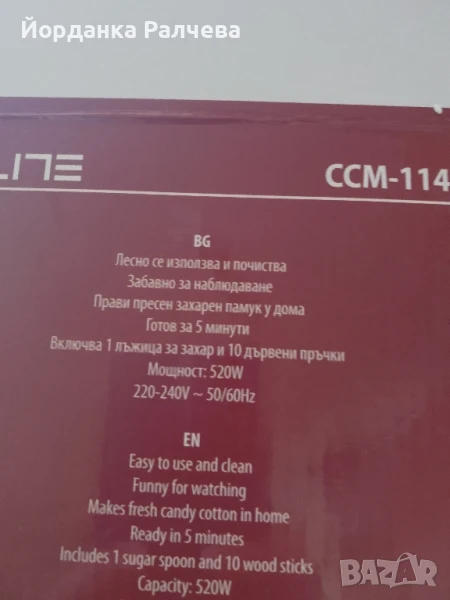 Йорданка Ралчева
LITE CCM-114
BG
Лесно се използва и почиства
Забавно за наблюдаване
Прави пресен захарен памук у дома
Готов за 5 минути
Включва 1 лъжица за захар и 10 дървени пръчки
Мощност: 520W
220-240V ~ 50/60Hz
EN
Easy to use and clean
Funny for watching
Makes fresh candy cotton in home
Ready in 5 minutes
Includes 1 sugar spoon and 10 wood sticks
Capacity: 520W
BAZAR